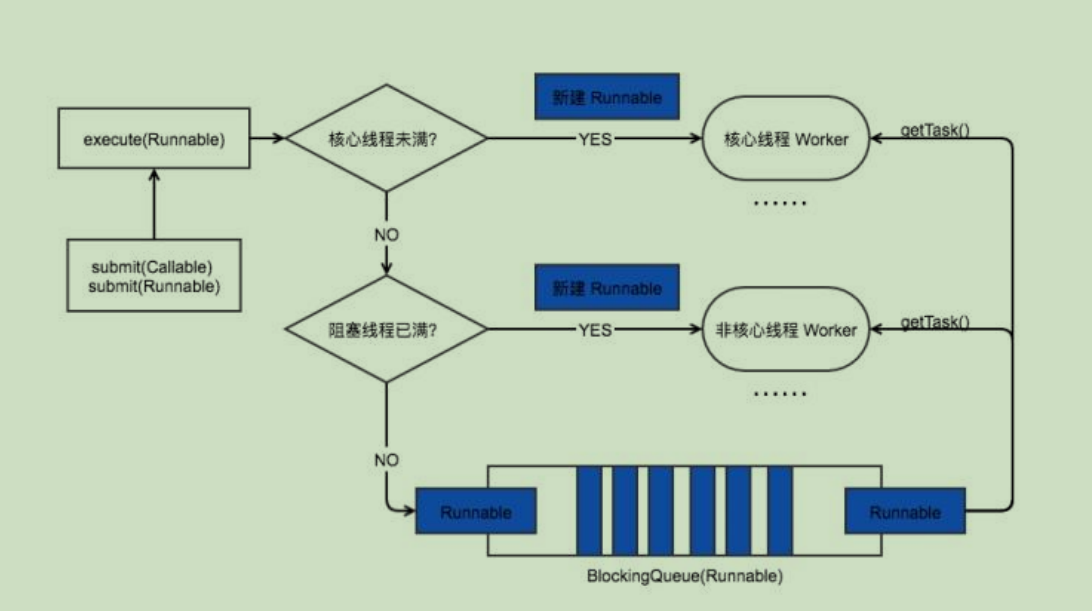 新建 Runnable
execute(Runnable)
核心线程未满?
YES
核心线程 Worker
getTask()
......
NO
submit(Callable)
submit(Runnable)
新建 Runnable
阻塞线程已满?
YES
非核心线程 Worker
getTask()
......
NO
Runnable
Runnable
BlockingQueue(Runnable)